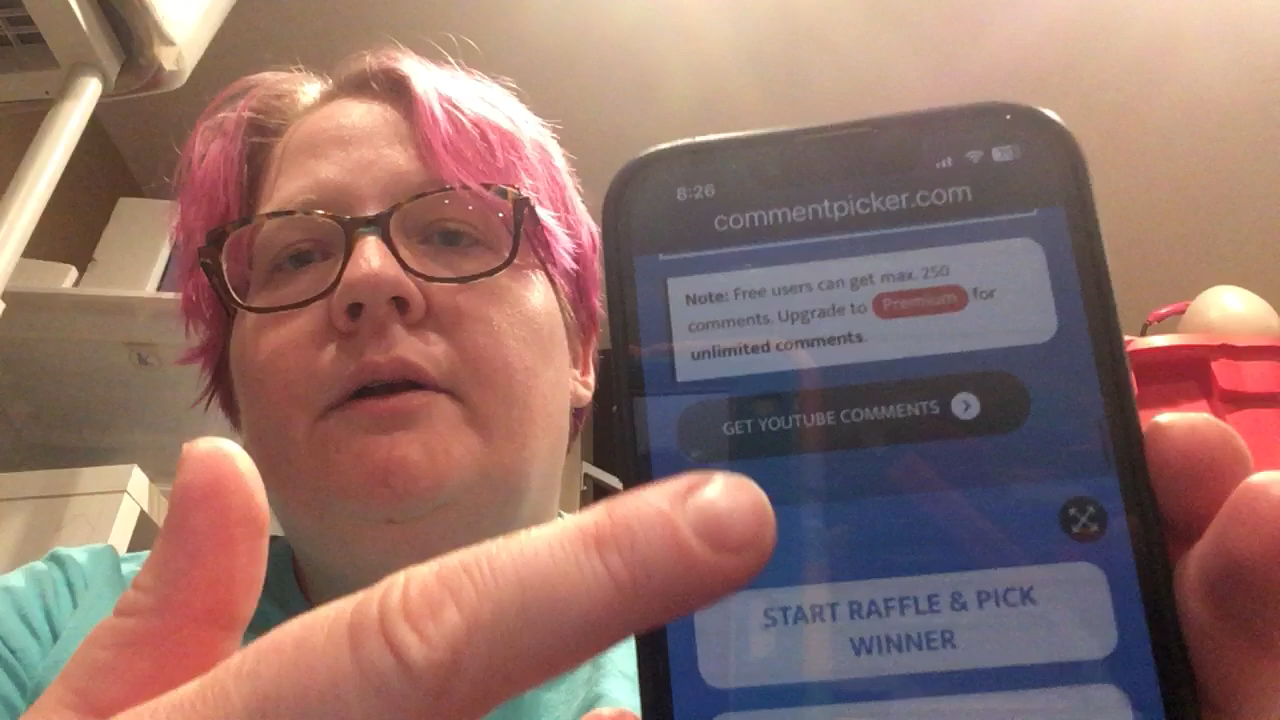 8:26
commentpicker.com
Note: Free users can get max. 250
comments. Upgrade to Premium for
unlimited comments.
GET YOUTUBE COMMENTS
START RAFFLE & PICK
WINNER